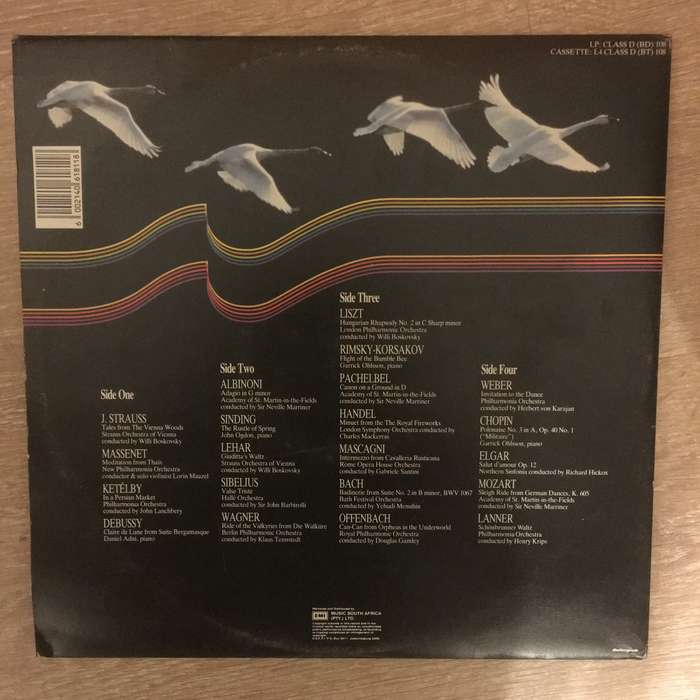 LP: CLASS D (BD) 108
CASSETTE: L4 CLASS D (BT) 108
6 002140 618118
Side One
J. STRAUSS
Tales from The Vienna Woods
Strauss Orchestra of Vienna
conducted by Willi Boskovsky
MASSENET
Meditation from Thaïs
New Philharmonia Orchestra
conductor & solo violinist Lorin Maazel
KETÈLBY
In a Persian Market
Philharmonia Orchestra
conducted by John Lanchbery
DEBUSSY
Claire de Lune from Suite Bergamasque
Daniel Adni, piano
Side Two
ALBINONI
Adagio in G minor
Academy of St. Martin-in-the-Fields
conducted by Sir Neville Marriner
SINDING
The Rustle of Spring
John Ogdon, piano
LEHAR
Giuditta's Waltz
Strauss Orchestra of Vienna
conducted by Willi Boskovsky
SIBELIUS
Valse Triste
Hallé Orchestra
conducted by Sir John Barbirolli
WAGNER
Ride of the Valkyries from Die Walküre
Berlin Philharmonic Orchestra
conducted by Klaus Tennstedt
Side Three
LISZT
Hungarian Rhapsody No. 2 in C Sharp minor
London Philharmonic Orchestra
conducted by Willi Boskovsky
RIMSKY-KORSAKOV
Flight of the Bumble Bee
Garrick Ohlsson, piano
PACHELBEL
Canon on a Ground in D
Academy of St. Martin-in-the-Fields
conducted by Sir Neville Marriner
HANDEL
Minuet from the The Royal Fireworks
London Symphony Orchestra conducted by
Charles Mackerras
MASCAGNI
Intermezzo from Cavalleria Rusticana
Rome Opera House Orchestra
conducted by Gabriele Santini
BACH
Badinerie from Suite No. 2 in B minor, BWV 1067
Bath Festival Orchestra
conducted by Yehudi Menuhin
OFFENBACH
Can-Can from Orpheus in the Underworld
Royal Philharmonic Orchestra
conducted by Douglas Gamley
Side Four
WEBER
Invitation to the Dance
Philharmonia Orchestra
conducted by Herbert von Karajan
CHOPIN
Polonaise No. 3 in A, Op. 40 No. 1
("Militaire")
Garrick Ohlsson, piano
ELGAR
Salut d'amour Op. 12
Northern Sinfonia conducted by Richard Hickox
MOZART
Sleigh Ride from German Dances, K. 605
Academy of St. Martin-in-the-Fields
conducted by Sir Neville Marriner
LANNER
Schönbrunner Waltz
Philharmonia Orchestra
conducted by Henry Krips
EMI
MUSIC SOUTH AFRICA
(PTY.) LTD.